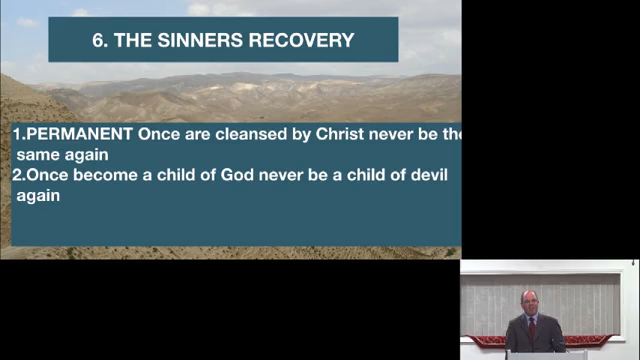 6. THE SINNERS RECOVERY
1.PERMANENT Once are cleansed by Christ never be the
same again
2.Once become a child of God never be a child of devil
again